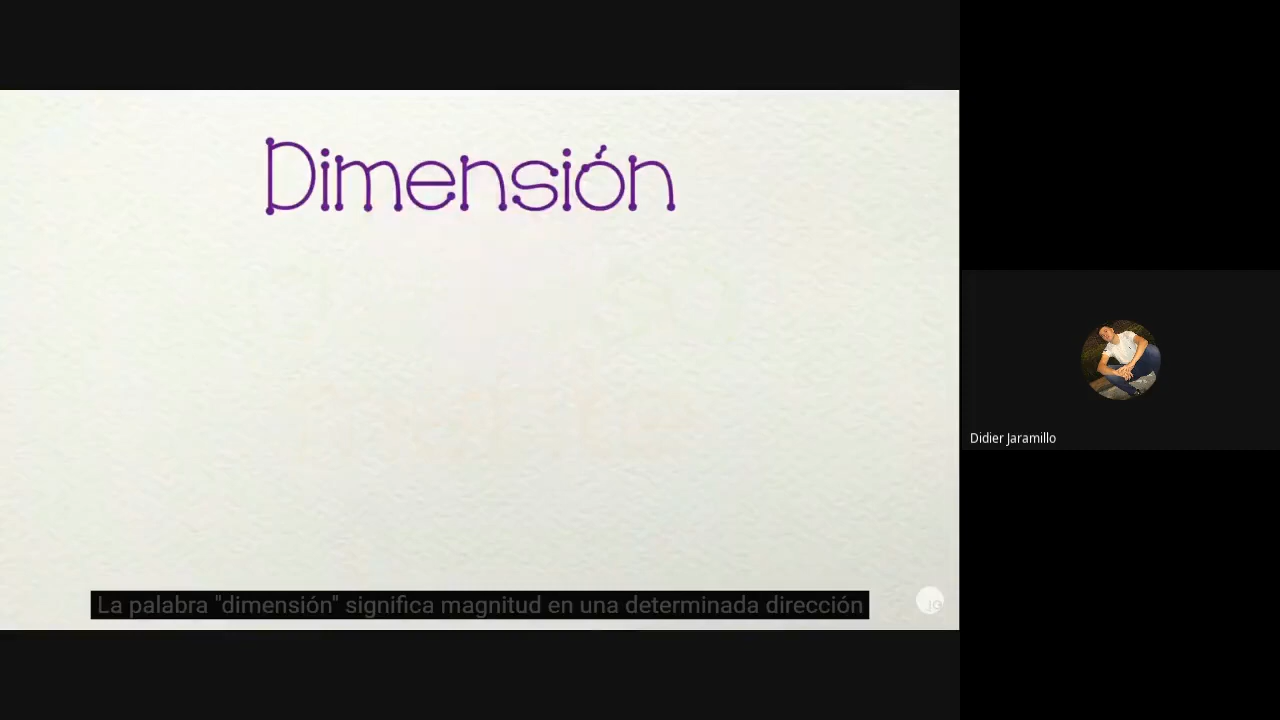 Dimensión
La palabra "dimensión" significa magnitud en una determinada dirección
Didier Jaramillo